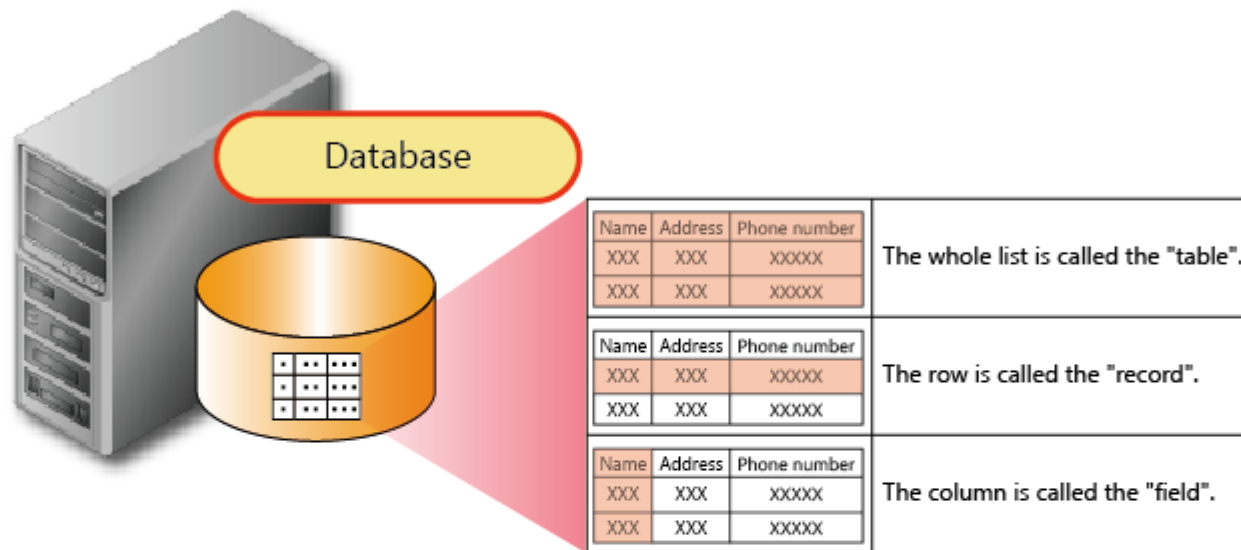 Database
Name Address Phone number
XXX XXX XXXXX
XXX XXX XXXXX
The whole list is called the "table".
Name Address Phone number
XXX XXX XXXXX
XXX XXX XXXXX
The row is called the "record".
Name Address Phone number
XXX XXX XXXXX
XXX XXX XXXXX
The column is called the "field".